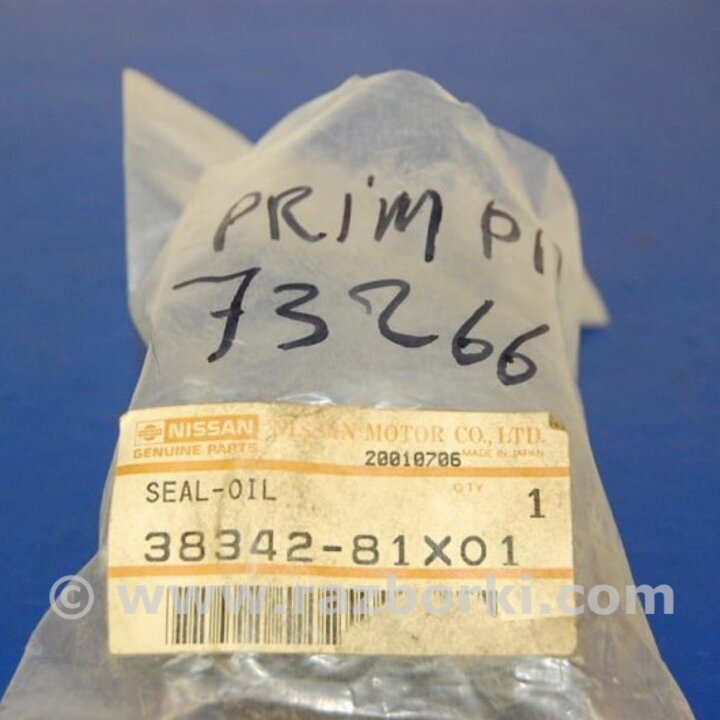 PRiM P11
73266
NISSAN NISSAN MOTOR CO., LTD.
GENUINE PARTS 20010706 MADE IN JAPAN
SEAL-OIL QTY 1
38342-81X01
© www.razborki.com